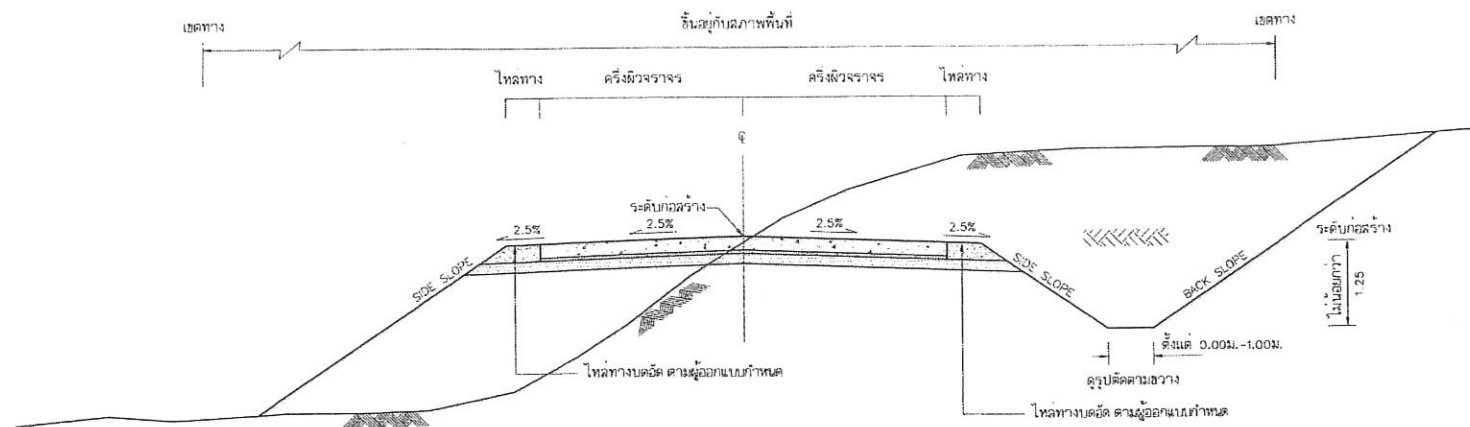 เขตทาง
ขึ้นอยู่กับสภาพพื้นที่
เขตทาง
ไหล่ทาง
ครึ่งผิวจราจร
ครึ่งผิวจราจร
ไหล่ทาง
℄
ระดับก่อสร้าง
2.5%
2.5%
2.5%
2.5%
ระดับก่อสร้าง
SIDE SLOPE
SIDE SLOPE
BACK SLOPE
ไม่น้อยกว่า
1.25
ตั้งแต่ 0.00ม.-1.00ม.
ไหล่ทางบดอัด ตามผู้ออกแบบกำหนด
ดูรูปตัดตามขวาง
ไหล่ทางบดอัด ตามผู้ออกแบบกำหนด